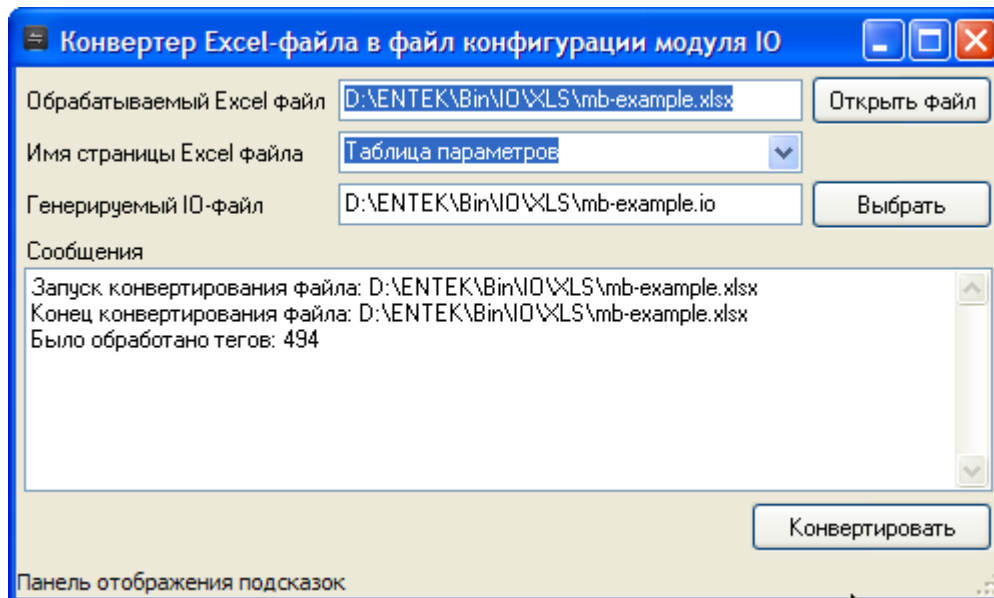 Конвертер Excel-файла в файл конфигурации модуля IO
Обрабатываемый Excel файл D:\ENTEK\Bin\IO\XLS\mb-example.xlsx Открыть файл
Имя страницы Excel файла Таблица параметров
Генерируемый IO-файл D:\ENTEK\Bin\IO\XLS\mb-example.io Выбрать
Сообщения
Запуск конвертирования файла: D:\ENTEK\Bin\IO\XLS\mb-example.xlsx
Конец конвертирования файла: D:\ENTEK\Bin\IO\XLS\mb-example.xlsx
Было обработано тегов: 494
Конвертировать
Панель отображения подсказок